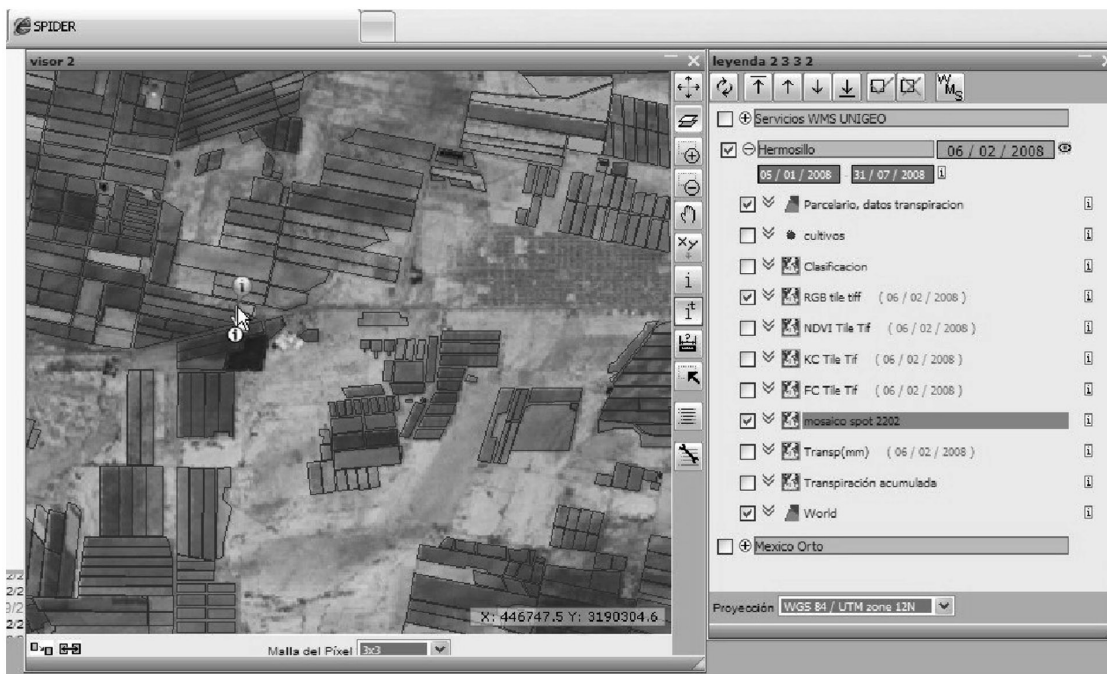 SPIDER
visor 2
X: 446747.5 Y: 3190304.6
Malla del Píxel 3x3
leyenda 2 3 3 2
WMS
Servicios WMS UNIGEO
Hermosillo 06 / 02 / 2008
05 / 01 / 2008 - 31 / 07 / 2008
Parcelario, datos transpiracion
cultivos
Clasificacion
RGB tile tiff ( 06 / 02 / 2008 )
NDVI Tile Tif ( 06 / 02 / 2008 )
KC Tile Tif ( 06 / 02 / 2008 )
FC Tile Tif ( 06 / 02 / 2008 )
mosaico spot 2202
Transp(mm) ( 06 / 02 / 2008 )
Transpiración acumulada
World
Mexico Orto
Proyección WGS 84 / UTM zone 12N